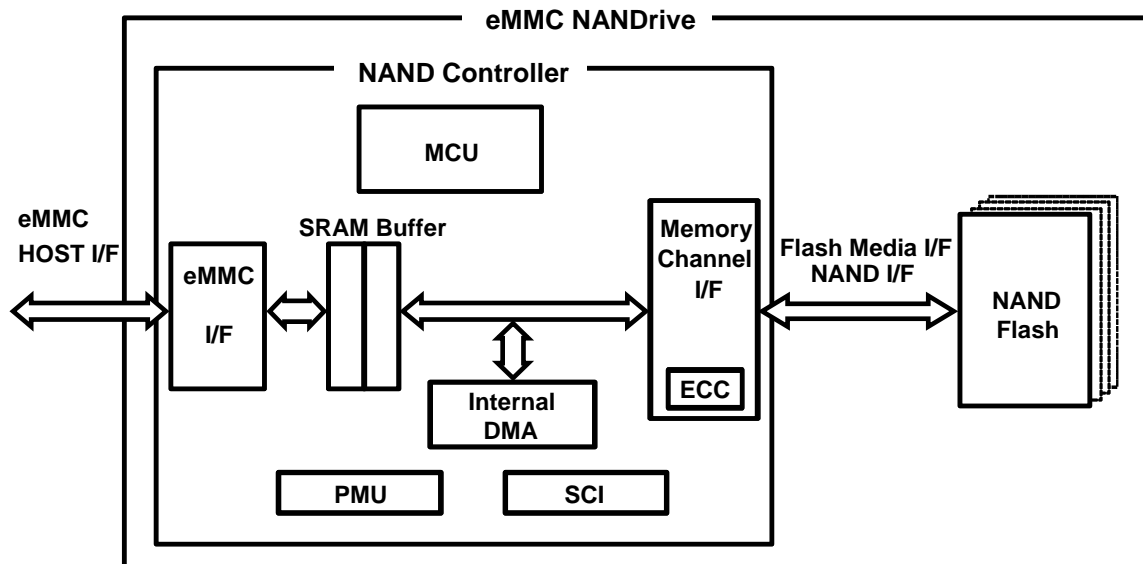 eMMC NANDrive
NAND Controller
MCU
eMMC
HOST I/F
SRAM Buffer
eMMC
I/F
Memory
Channel
I/F
ECC
Flash Media I/F
NAND I/F
NAND
Flash
Internal
DMA
PMU
SCI